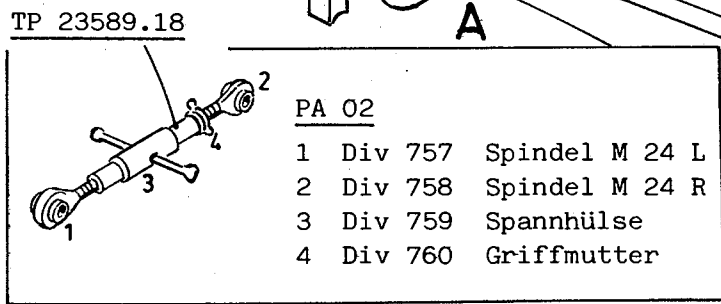 TP 23589.18
A
2
4
3
1
PA 02
1 Div 757 Spindel M 24 L
2 Div 758 Spindel M 24 R
3 Div 759 Spannhülse
4 Div 760 Griffmutter